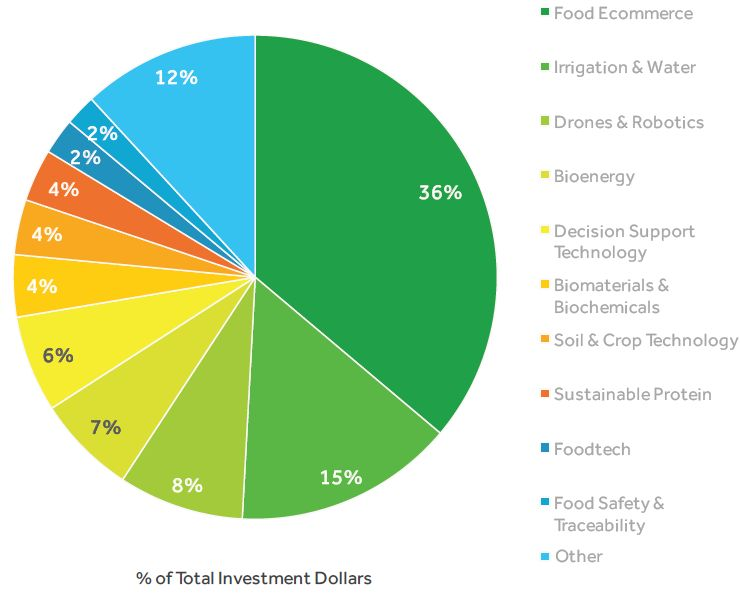 Food Ecommerce
Irrigation & Water
Drones & Robotics
Bioenergy
Decision Support
Technology
Biomaterials &
Biochemicals
Soil & Crop Technology
Sustainable Protein
Foodtech
Food Safety &
Traceability
Other
36%
15%
8%
7%
6%
4%
4%
4%
2%
2%
12%
% of Total Investment Dollars